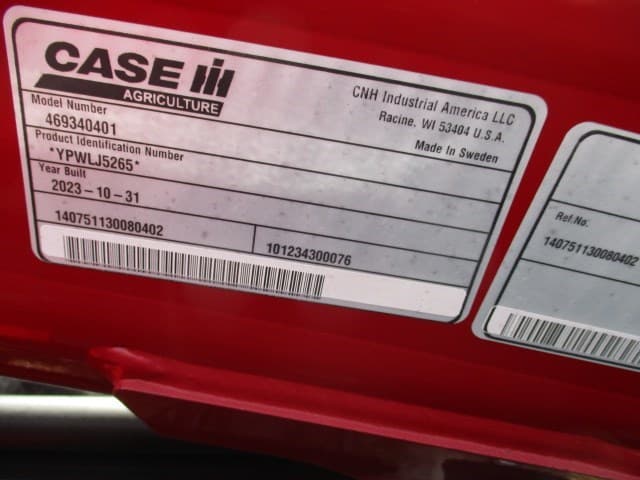 CASE IH
AGRICULTURE
CNH Industrial America LLC
Racine. WI 53404 U.S.A.
Made In Sweden
Model Number
469340401
Product Identification Number
*YPWLJ5265*
Year Built
2023-10-31
140751130080402
101234300076
Ref.No.
140751130080402